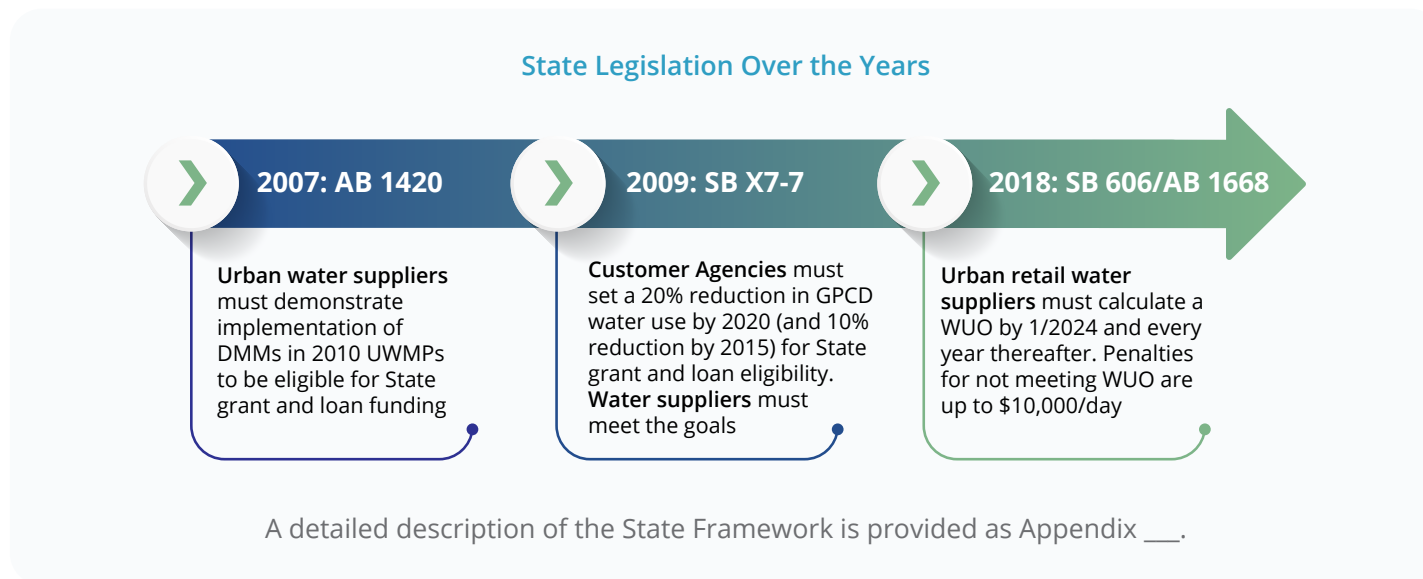 State Legislation Over the Years
2007: AB 1420
2009: SB X7-7
2018: SB 606/AB 1668
Urban water suppliers
must demonstrate
implementation of
DMMs in 2010 UWMPs
to be eligible for State
grant and loan funding
Customer Agencies must
set a 20% reduction in GPCD
water use by 2020 (and 10%
reduction by 2015) for State
grant and loan eligibility.
Water suppliers must
meet the goals
Urban retail water
suppliers must calculate a
WUO by 1/2024 and every
year thereafter. Penalties
for not meeting WUO are
up to $10,000/day
A detailed description of the State Framework is provided as Appendix ___.